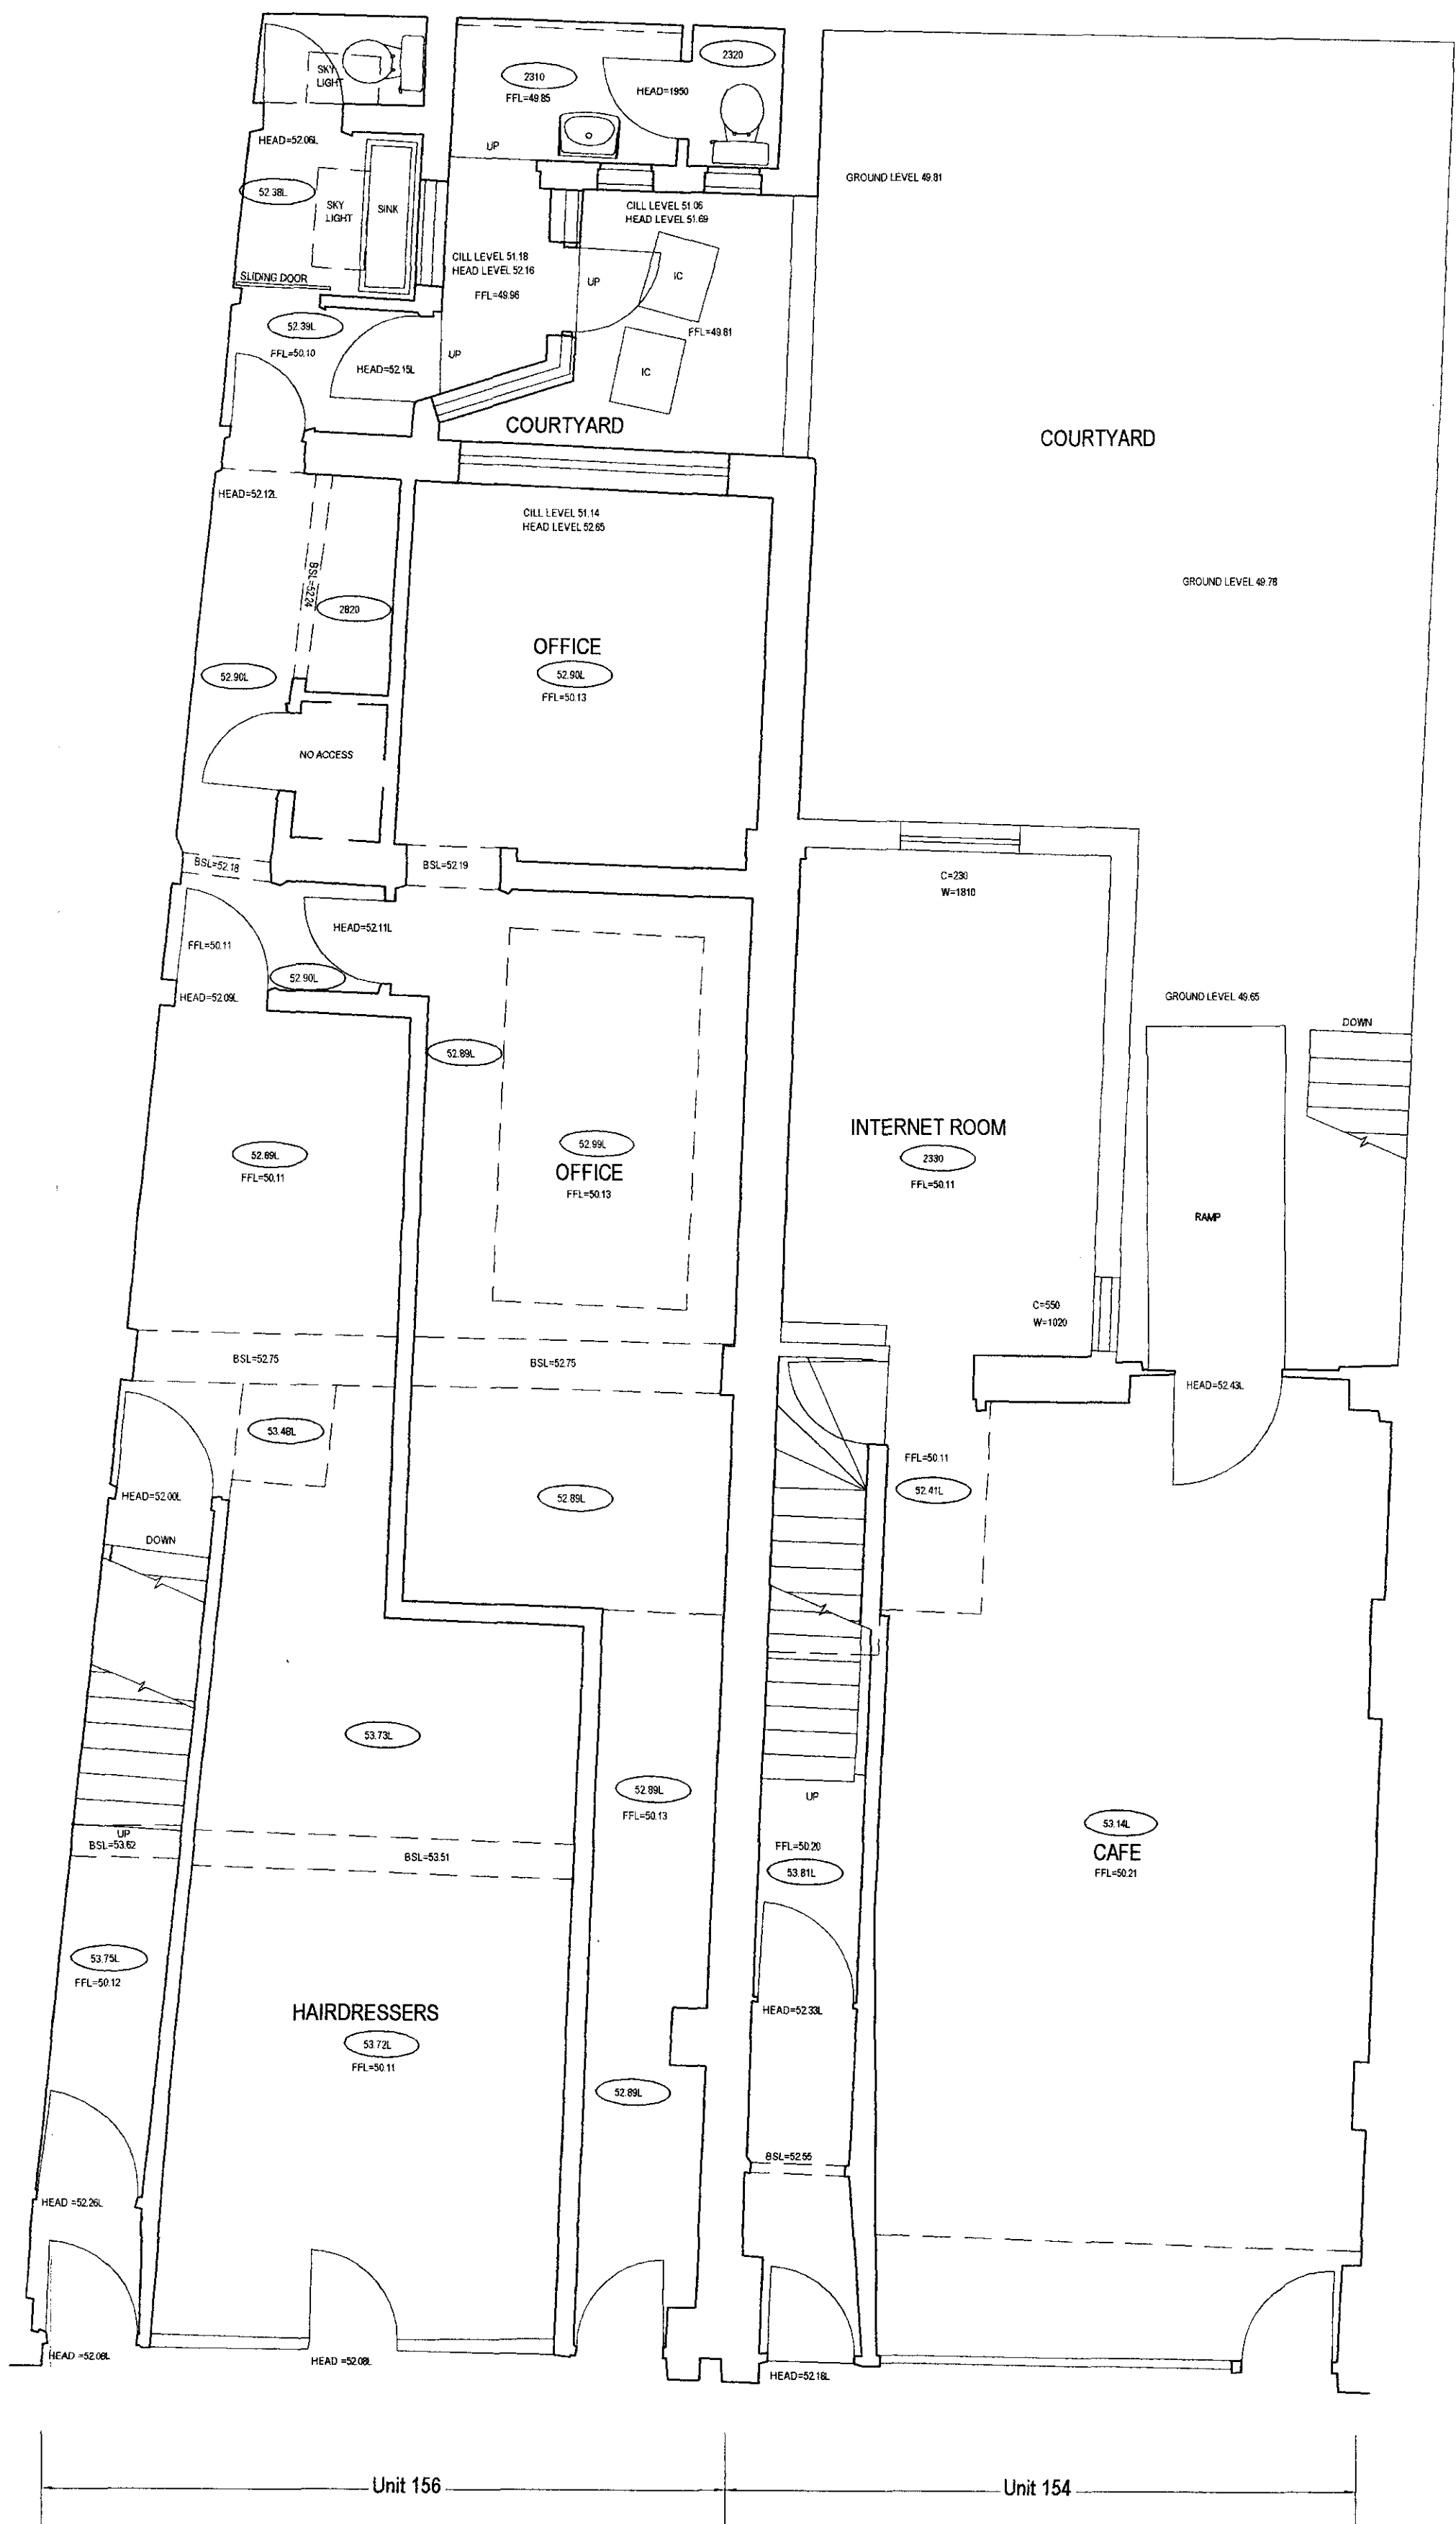 SKY
LIGHT
2310
FFL=49.85
2320
HEAD=1950
HEAD=52.06L
UP
52.38L
SKY
LIGHT
SINK
GROUND LEVEL 49.81
CILL LEVEL 51.06
HEAD LEVEL 51.69
CILL LEVEL 51.18
HEAD LEVEL 52.16
FFL=49.96
UP
IC
SLIDING DOOR
52.39L
FFL=50.10
HEAD=52.15L
UP
FFL=49.81
IC
COURTYARD
COURTYARD
HEAD=52.12L
CILL LEVEL 51.14
HEAD LEVEL 52.65
BSL=52.24
2820
GROUND LEVEL 49.78
OFFICE
52.90L
FFL=50.13
52.90L
NO ACCESS
BSL=52.18
BSL=52.19
C=230
W=1810
HEAD=52.11L
FFL=50.11
52.90L
HEAD=52.09L
GROUND LEVEL 49.65
DOWN
52.89L
52.89L
FFL=50.11
52.99L
OFFICE
FFL=50.13
INTERNET ROOM
2330
FFL=50.11
RAMP
C=550
W=1020
BSL=52.75
BSL=52.75
HEAD=52.43L
53.48L
FFL=50.11
52.41L
HEAD=52.00L
52.89L
DOWN
53.73L
52.89L
FFL=50.13
UP
UP
BSL=53.62
BSL=53.51
FFL=50.20
53.81L
53.14L
CAFE
FFL=50.21
53.75L
FFL=50.12
HAIRDRESSERS
53.72L
FFL=50.11
HEAD=52.33L
52.89L
BSL=52.55
HEAD =52.26L
HEAD =52.08L
HEAD =52.08L
HEAD=52.18L
Unit 156
Unit 154